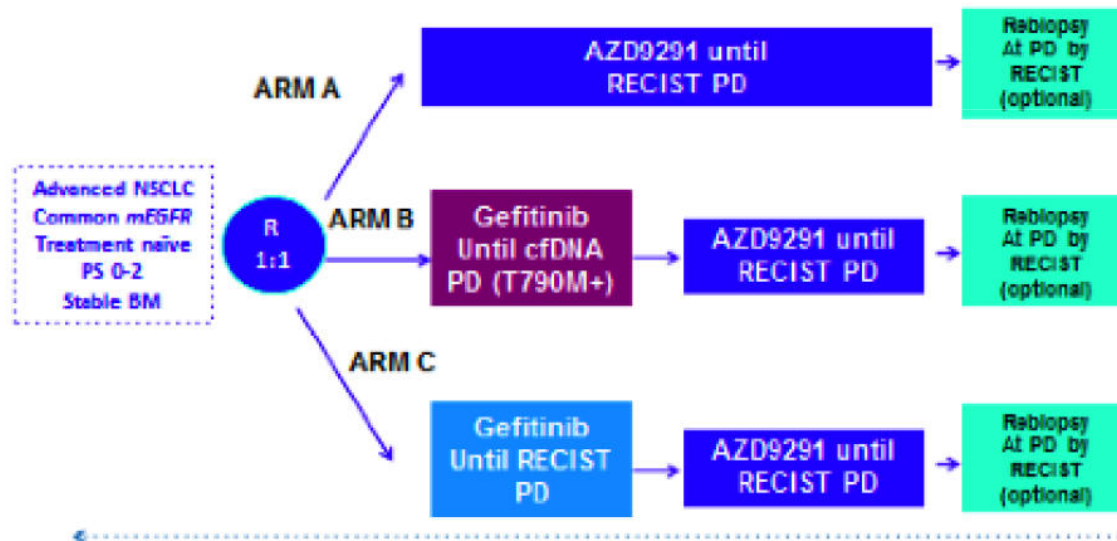 ARM A
AZD9291 until
RECIST PD
Rebiopsy
At PD by
RECIST
(optional)
Advanced NSCLC
Common mEGFR
Treatment naïve
PS 0-2
Stable BM
R
1:1
ARM B
Gefitinib
Until cfDNA
PD (T790M+)
AZD9291 until
RECIST PD
Rebiopsy
At PD by
RECIST
(optional)
ARM C
Gefitinib
Until RECIST
PD
AZD9291 until
RECIST PD
Rebiopsy
At PD by
RECIST
(optional)